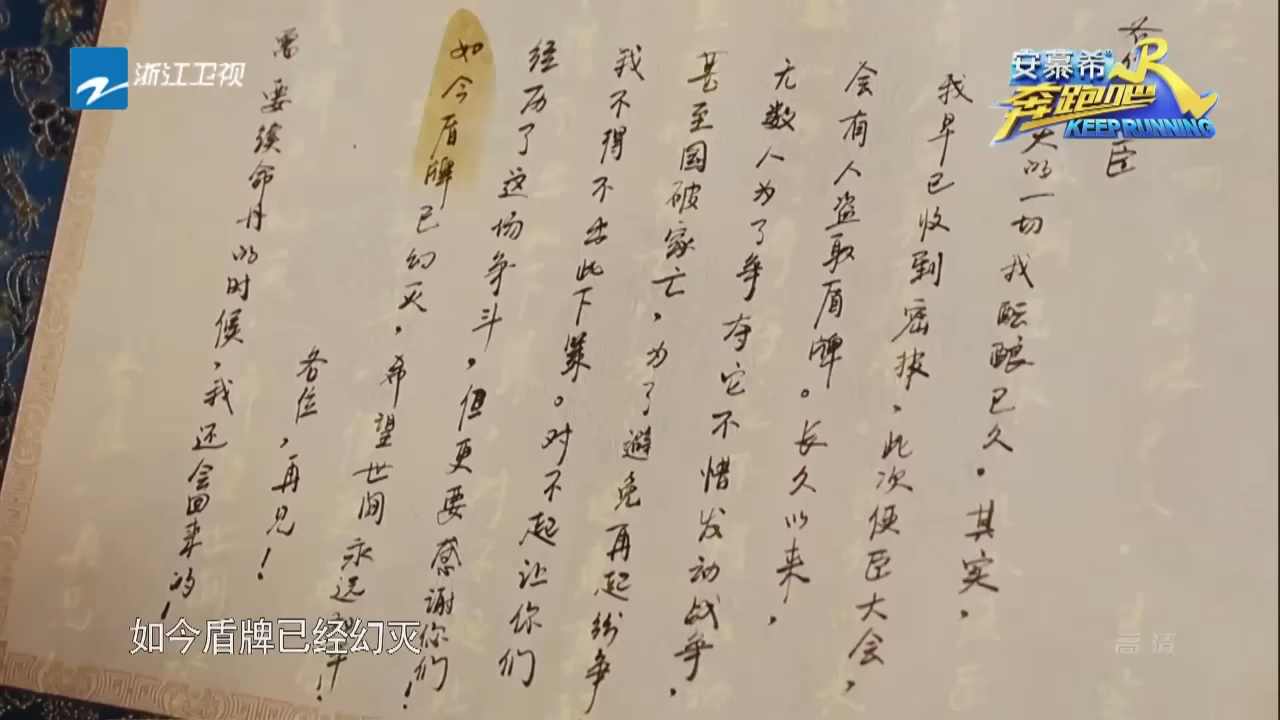 各位
臣
天的一切我酝酿已久。其实，
我早已收到密报，此次使臣大会，
会有人盗取盾牌。长久以来，
无数人为了争夺它不惜发动战争，
甚至国破家亡，为了避免再起纷争
我不得不出此下策。对不起让你们
经历了这场争斗，但更要感谢你们！
如今盾牌已幻灭，希望世间永远
！
各位，再见！
需要续命丹的时候，我还会回来的！
浙江卫视
安慕希
奔跑吧
KEEP RUNNING
如今盾牌已经幻灭
高清